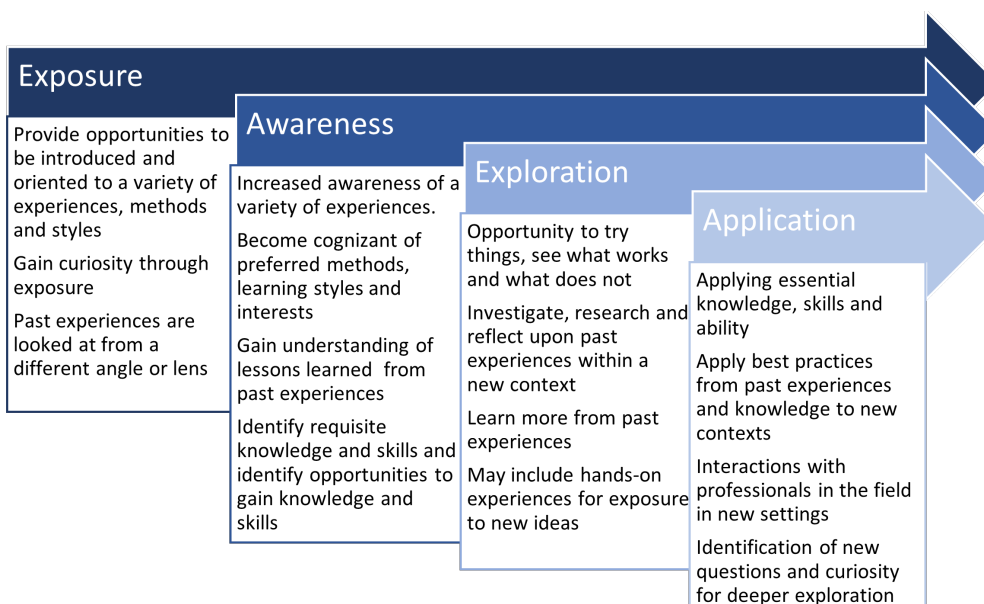 Exposure
Provide opportunities to
be introduced and
oriented to a variety of
experiences, methods
and styles
Gain curiosity through
exposure
Past experiences are
looked at from a
different angle or lens
Awareness
Increased awareness of a
variety of experiences.
Become cognizant of
preferred methods,
learning styles and
interests
Gain understanding of
lessons learned  from
past experiences
Identify requisite
knowledge and skills and
identify opportunities to
gain knowledge and
skills
Exploration
Opportunity to try
things, see what works
and what does not
Investigate, research and
reflect upon past
experiences within a
new context
Learn more from past
experiences
May include hands-on
experiences for exposure
to new ideas
Application
Applying essential
knowledge, skills and
ability
Apply best practices
from past experiences
and knowledge to new
contexts
Interactions with
professionals in the field
in new settings
Identification of new
questions and curiosity
for deeper exploration